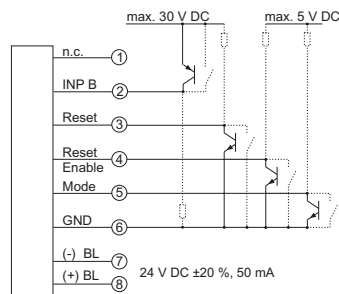 max. 30 V DC
max. 5 V DC
n.c. 1
INP B 2
Reset 3
Reset
Enable 4
Mode 5
GND 6
(-) BL 7
(+) BL 8
24 V DC ±20 %, 50 mA